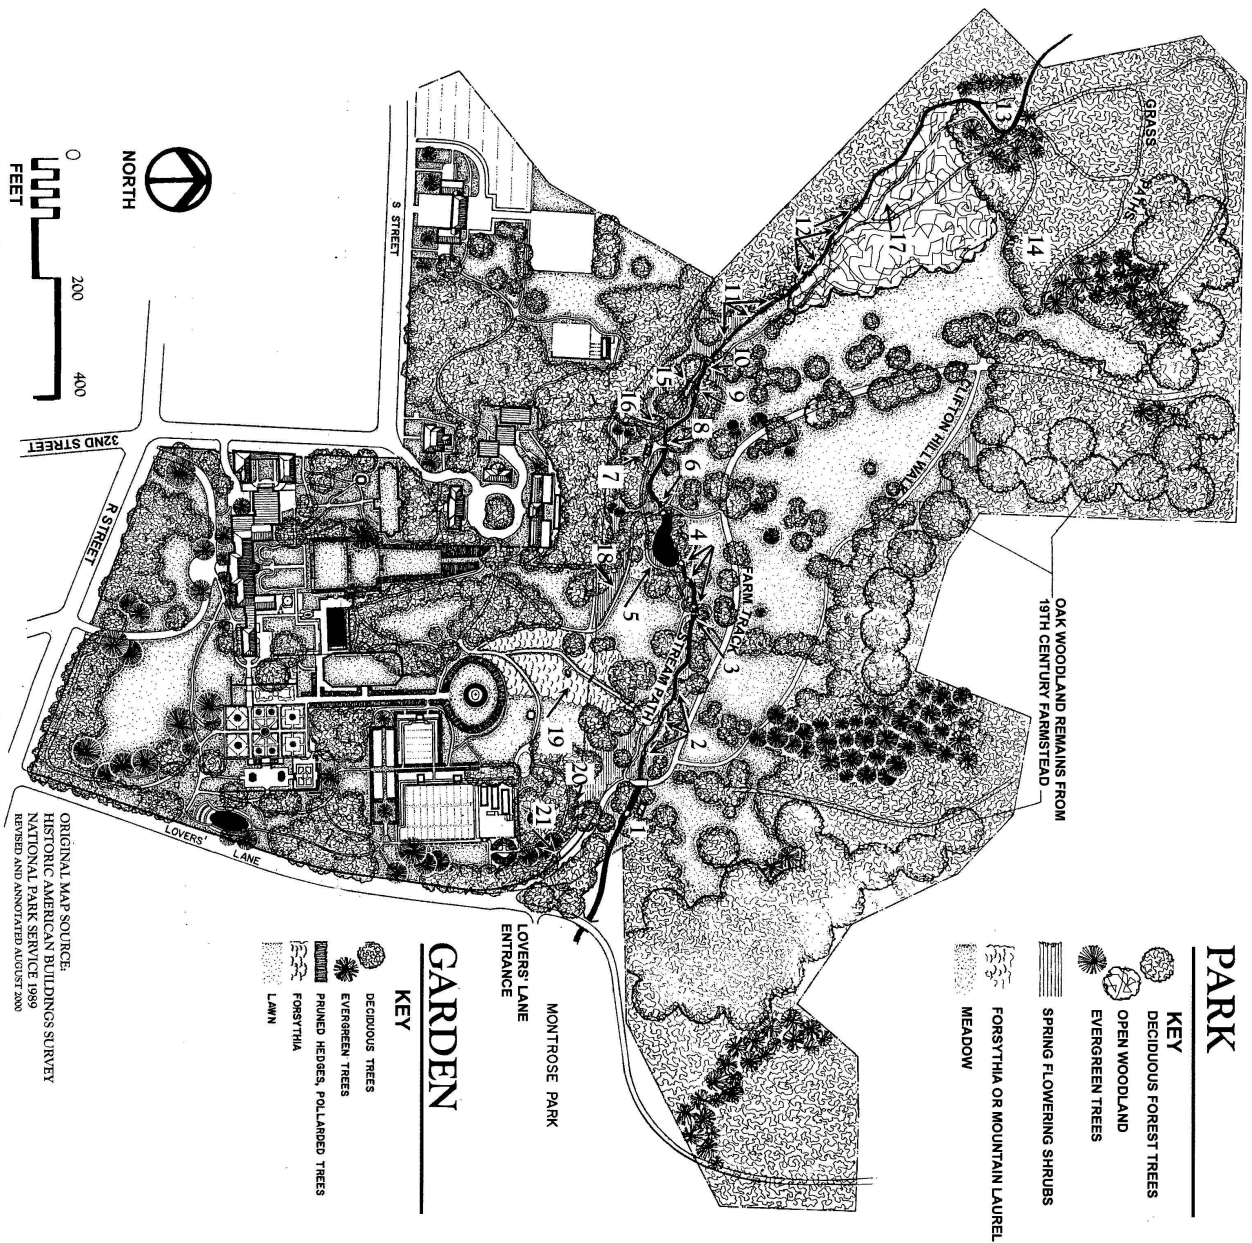 PARK
KEY
DECIDUOUS FOREST TREES
OPEN WOODLAND
EVERGREEN TREES
SPRING FLOWERING SHRUBS
FORSYTHIA OR MOUNTAIN LAUREL
MEADOW
GARDEN
KEY
DECIDUOUS TREES
EVERGREEN TREES
PRUNED HEDGES, POLLARDED TREES
FORSYTHIA
LAWN
GRASS
PATHS
CLIFTON HILL WALK
OAK WOODLAND REMAINS FROM
19TH CENTURY FARMSTEAD
FARM TRACK
STREAM PATH
MONTROSE PARK
LOVERS' LANE
ENTRANCE
LOVERS'
LANE
S STREET
32ND STREET
R STREET
NORTH
0
200
400
FEET
1
2
3
4
5
6
7
8
9
10
11
12
13
14
15
16
17
18
19
20
21
ORIGINAL MAP SOURCE:
HISTORIC AMERICAN BUILDINGS SURVEY
NATIONAL PARK SERVICE 1989
REVISED AND ANNOTATED AUGUST 2000